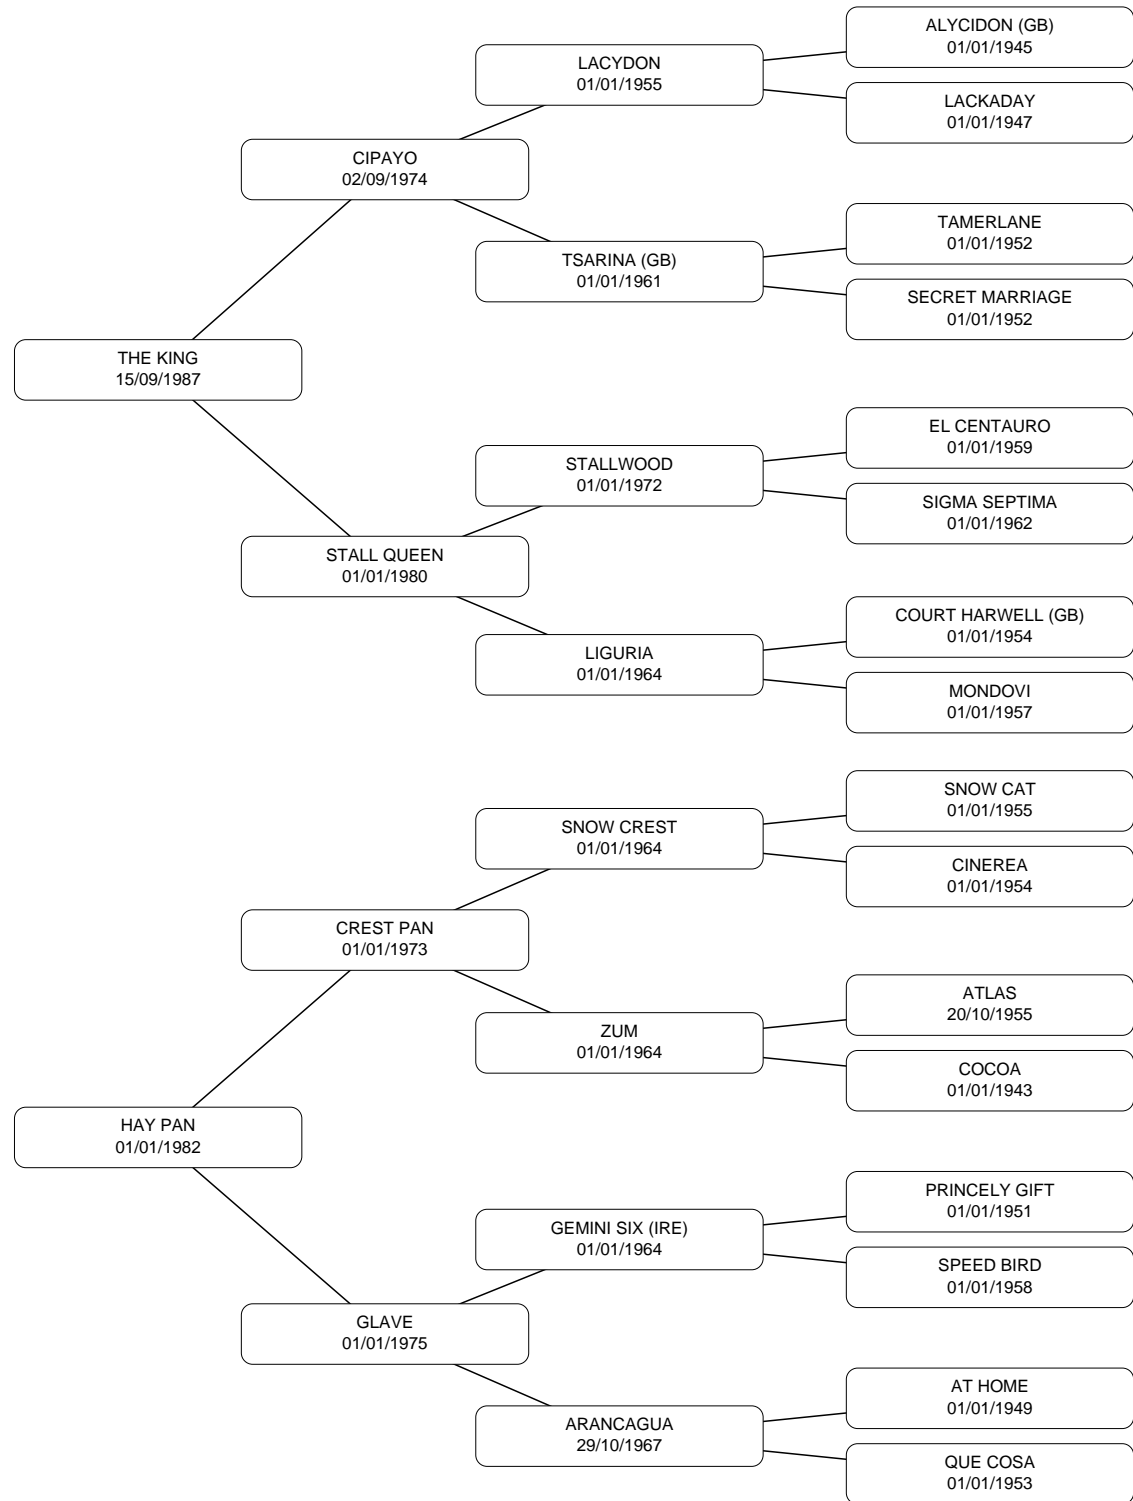 ALYCIDON (GB)
01/01/1945
LACYDON
01/01/1955
LACKADAY
01/01/1947
CIPAYO
02/09/1974
TAMERLANE
01/01/1952
TSARINA (GB)
01/01/1961
SECRET MARRIAGE
01/01/1952
THE KING
15/09/1987
EL CENTAURO
01/01/1959
STALLWOOD
01/01/1972
SIGMA SEPTIMA
01/01/1962
STALL QUEEN
01/01/1980
COURT HARWELL (GB)
01/01/1954
LIGURIA
01/01/1964
MONDOVI
01/01/1957
SNOW CAT
01/01/1955
SNOW CREST
01/01/1964
CINEREA
01/01/1954
CREST PAN
01/01/1973
ATLAS
20/10/1955
ZUM
01/01/1964
COCOA
01/01/1943
HAY PAN
01/01/1982
PRINCELY GIFT
01/01/1951
GEMINI SIX (IRE)
01/01/1964
SPEED BIRD
01/01/1958
GLAVE
01/01/1975
AT HOME
01/01/1949
ARANCAGUA
29/10/1967
QUE COSA
01/01/1953